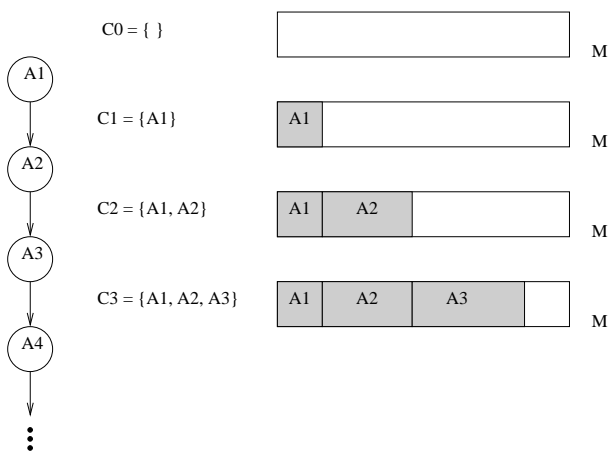 C0 = { }
M
A1
C1 = {A1}
A1
M
A2
C2 = {A1, A2}
A1 A2
M
A3
C3 = {A1, A2, A3}
A1 A2 A3
M
A4